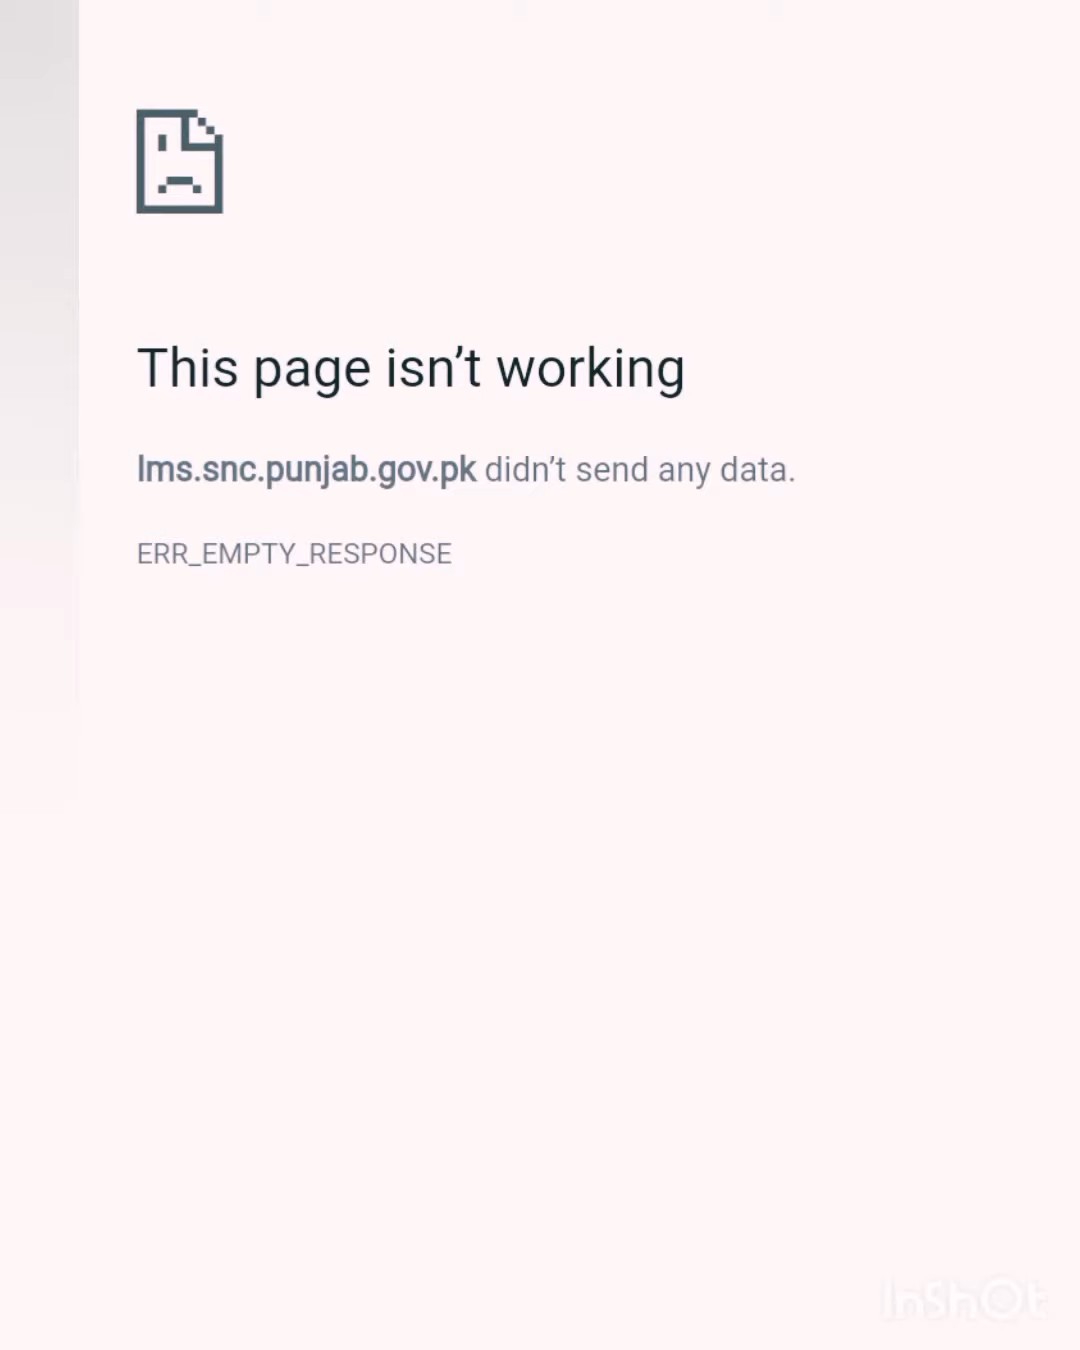 This page isn’t working
lms.snc.punjab.gov.pk didn’t send any data.
ERR_EMPTY_RESPONSE
InShOt